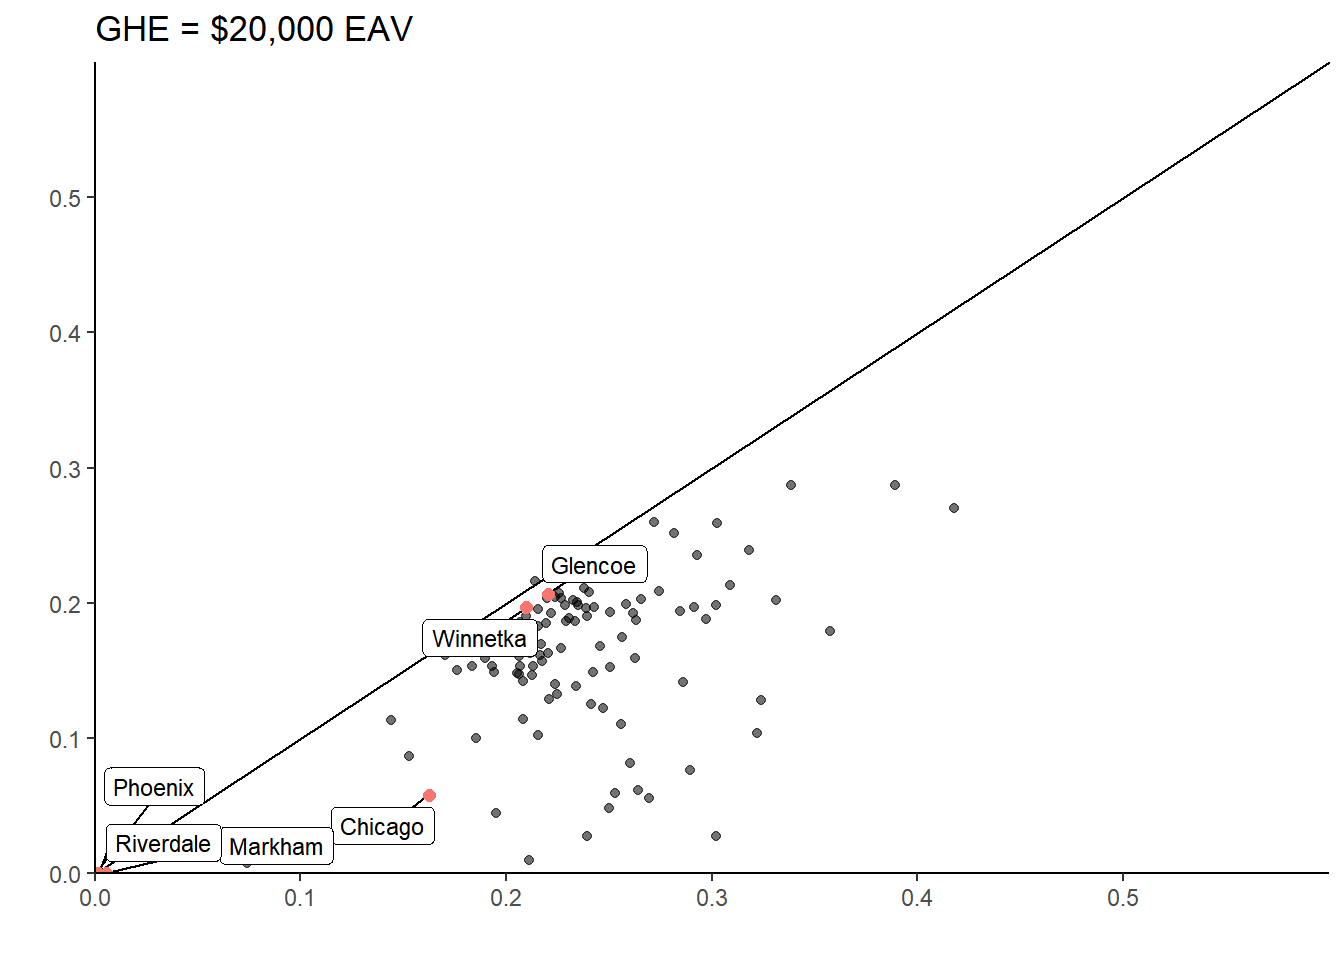 GHE = $20,000 EAV
0.5
0.4
0.3
Glencoe
0.2
Winnetka
0.1
Phoenix
Chicago
Riverdale
Markham
0.0
0.0 0.1 0.2 0.3 0.4 0.5